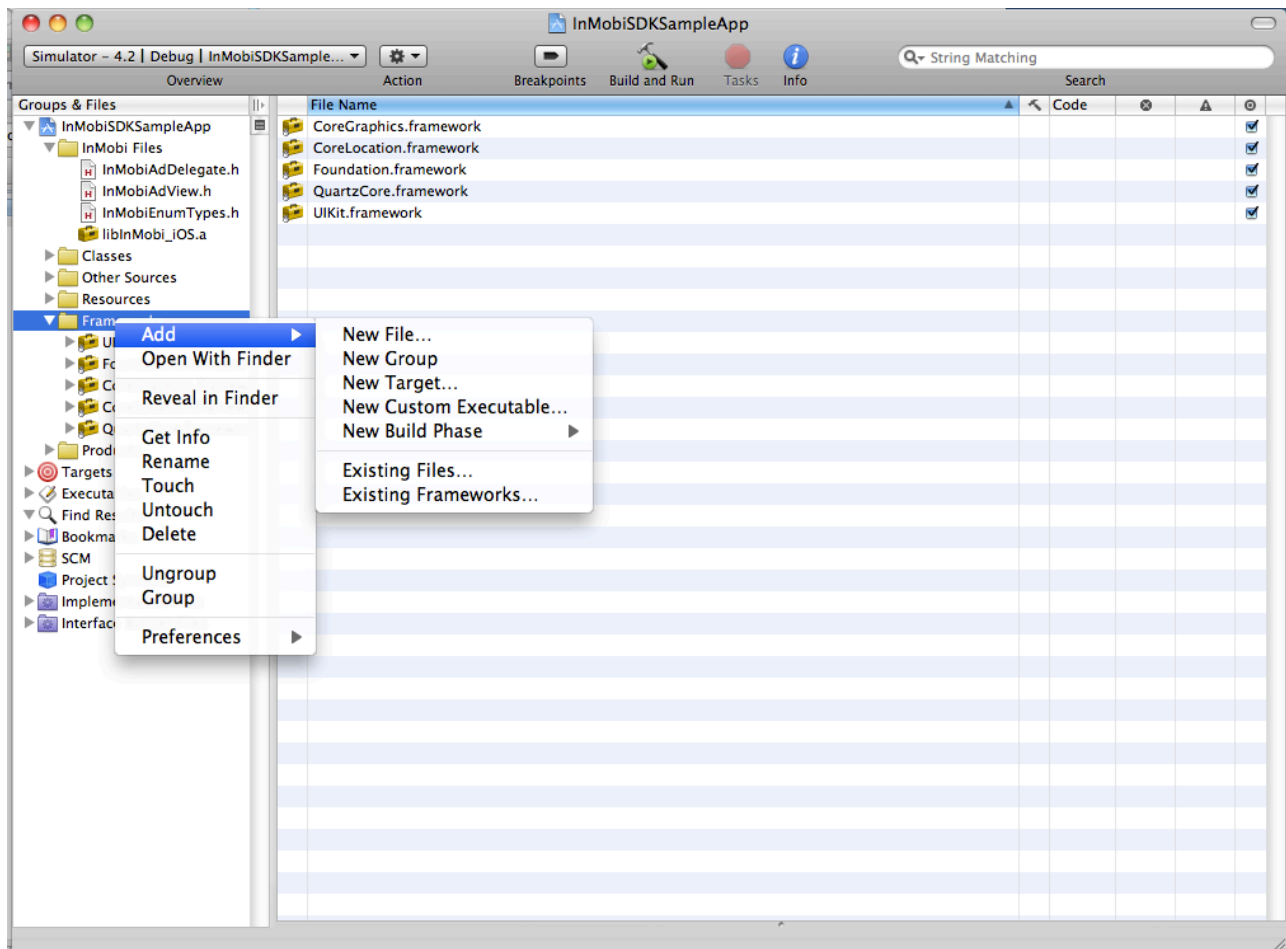 InMobiSDKSampleApp
Simulator – 4.2 | Debug | InMobiSDKSample...
String Matching
Overview
Action
Breakpoints
Build and Run
Tasks
Info
Search
Groups & Files
File Name
Code
InMobiSDKSampleApp
CoreGraphics.framework
InMobi Files
CoreLocation.framework
InMobiAdDelegate.h
Foundation.framework
InMobiAdView.h
QuartzCore.framework
InMobiEnumTypes.h
UIKit.framework
libInMobi_iOS.a
Classes
Other Sources
Resources
Add
New File...
Open With Finder
New Group
New Target...
Reveal in Finder
New Custom Executable...
New Build Phase
Get Info
Rename
Existing Files...
Touch
Existing Frameworks...
Untouch
Delete
Ungroup
Group
Preferences
Targets
Find Res
SCM
Project